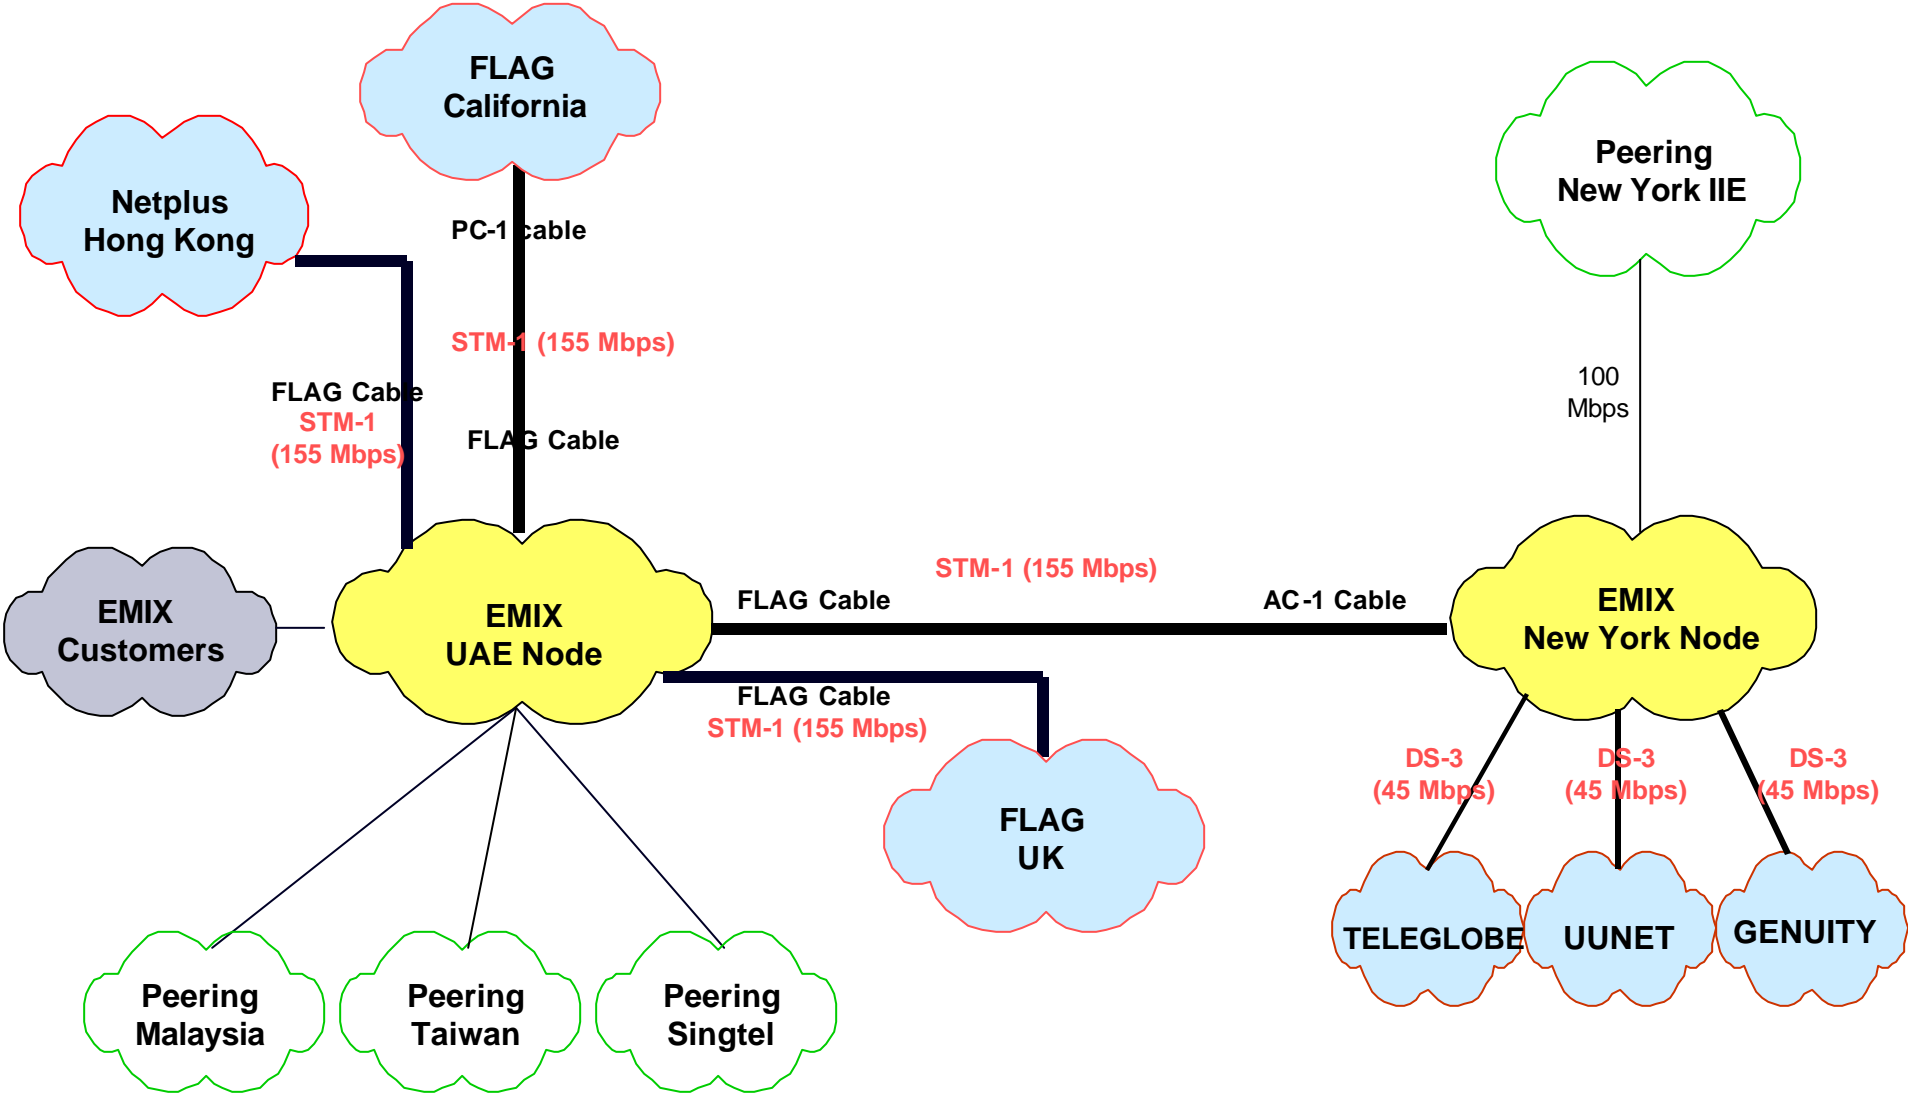 FLAG
California
Netplus
Hong Kong
Peering
New York IIE
PC-1 cable
STM-1 (155 Mbps)
FLAG Cable
STM-1
(155 Mbps)
FLAG Cable
100
Mbps
EMIX
Customers
EMIX
UAE Node
STM-1 (155 Mbps)
FLAG Cable
AC-1 Cable
EMIX
New York Node
FLAG Cable
STM-1 (155 Mbps)
FLAG
UK
DS-3
(45 Mbps)
DS-3
(45 Mbps)
DS-3
(45 Mbps)
TELEGLOBE
UUNET
GENUITY
Peering
Malaysia
Peering
Taiwan
Peering
Singtel